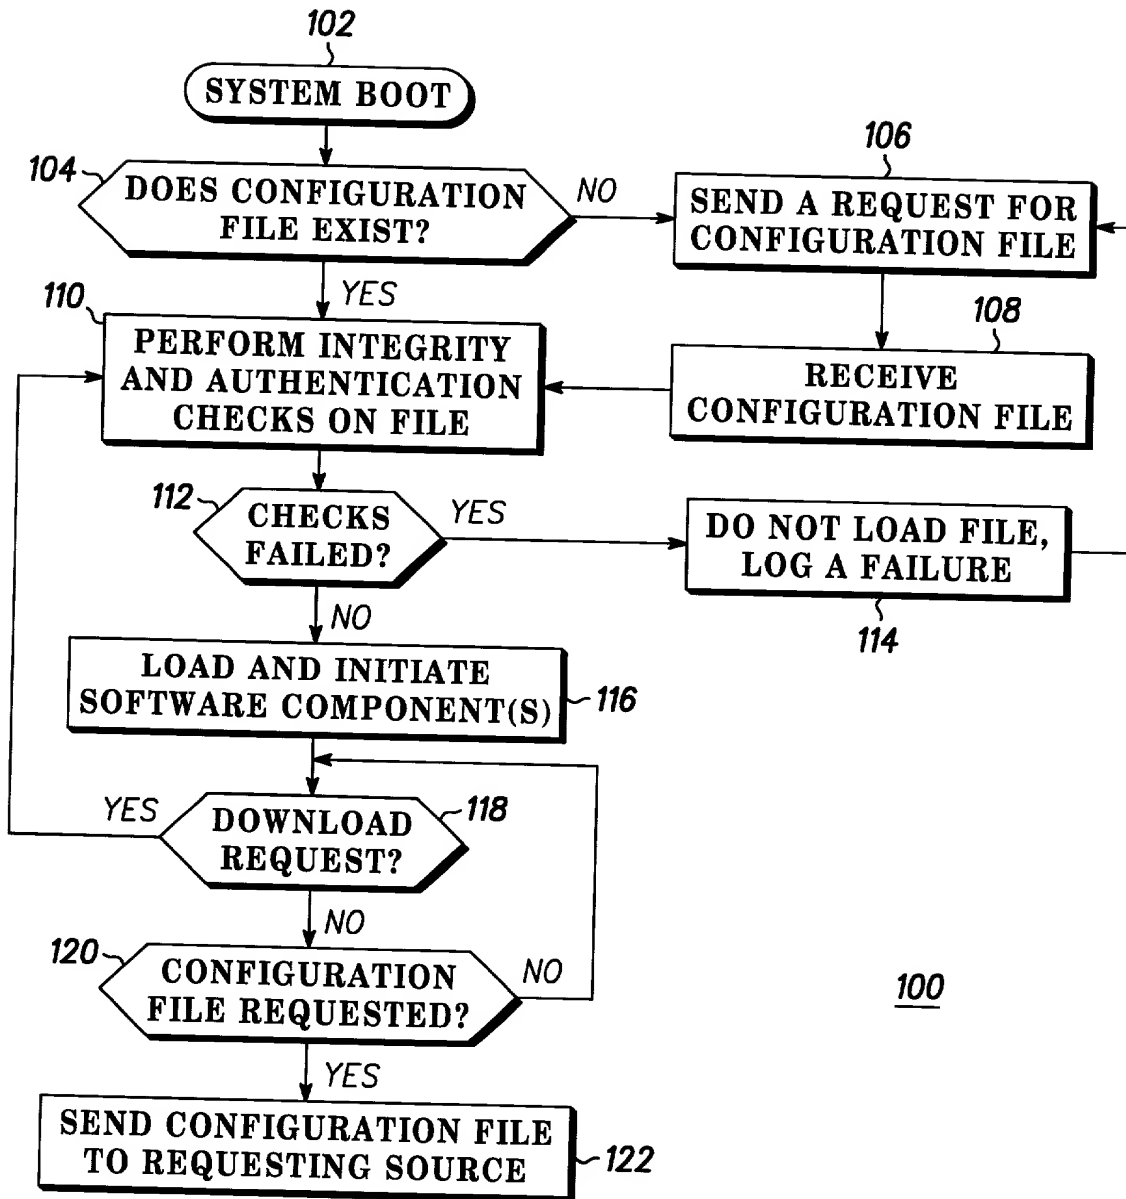 102
SYSTEM BOOT
104
DOES CONFIGURATION
FILE EXIST?
NO
106
SEND A REQUEST FOR
CONFIGURATION FILE
YES
110
PERFORM INTEGRITY
AND AUTHENTICATION
CHECKS ON FILE
108
RECEIVE
CONFIGURATION FILE
112
CHECKS
FAILED?
YES
DO NOT LOAD FILE,
LOG A FAILURE
114
NO
LOAD AND INITIATE
SOFTWARE COMPONENT(S)
116
YES
DOWNLOAD
REQUEST?
118
NO
120
CONFIGURATION
FILE REQUESTED?
NO
100
YES
SEND CONFIGURATION FILE
TO REQUESTING SOURCE
122